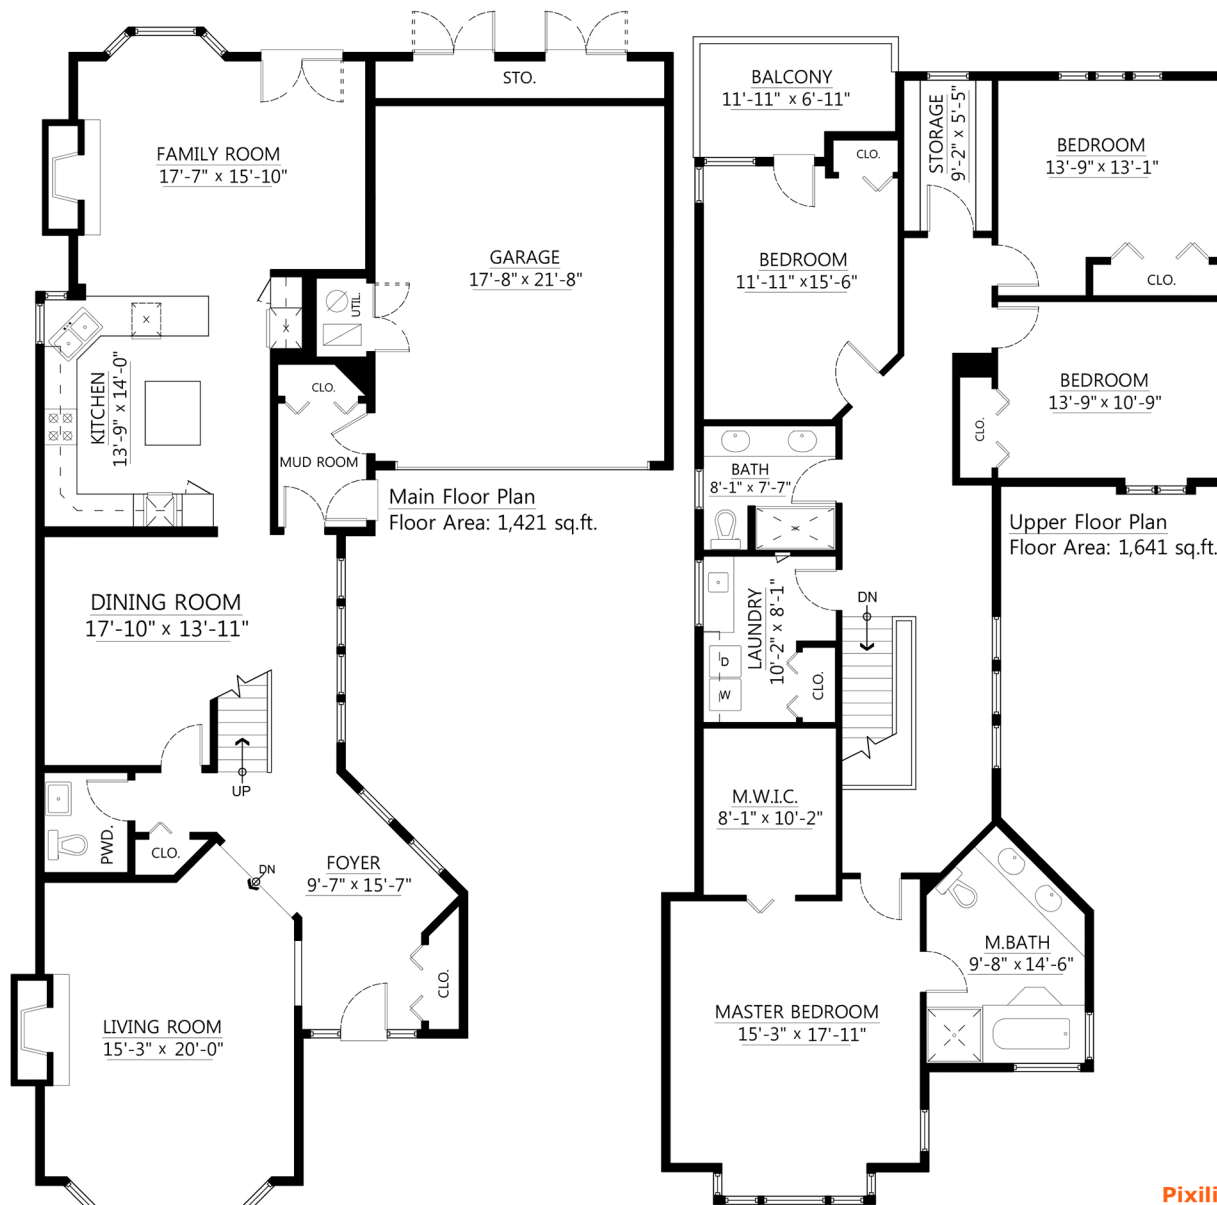 STO.
FAMILY ROOM
17'-7" x 15'-10"
GARAGE
17'-8" x 21'-8"
UTIL.
X
X
KITCHEN
13'-9" x 14'-0"
CLO.
MUD ROOM
Main Floor Plan
Floor Area: 1,421 sq.ft.
DINING ROOM
17'-10" x 13'-11"
UP
PWD.
CLO.
DN
FOYER
9'-7" x 15'-7"
CLO.
LIVING ROOM
15'-3" x 20'-0"
BALCONY
11'-11" x 6'-11"
CLO.
STORAGE
9'-2" x 5'-5"
BEDROOM
13'-9" x 13'-1"
CLO.
BEDROOM
11'-11" x 15'-6"
BEDROOM
13'-9" x 10'-9"
CLO.
BATH
8'-1" x 7'-7"
Upper Floor Plan
Floor Area: 1,641 sq.ft.
LAUNDRY
10'-2" x 8'-1"
D
W
CLO.
DN
M.W.I.C.
8'-1" x 10'-2"
M.BATH
9'-8" x 14'-6"
MASTER BEDROOM
15'-3" x 17'-11"
Pixili